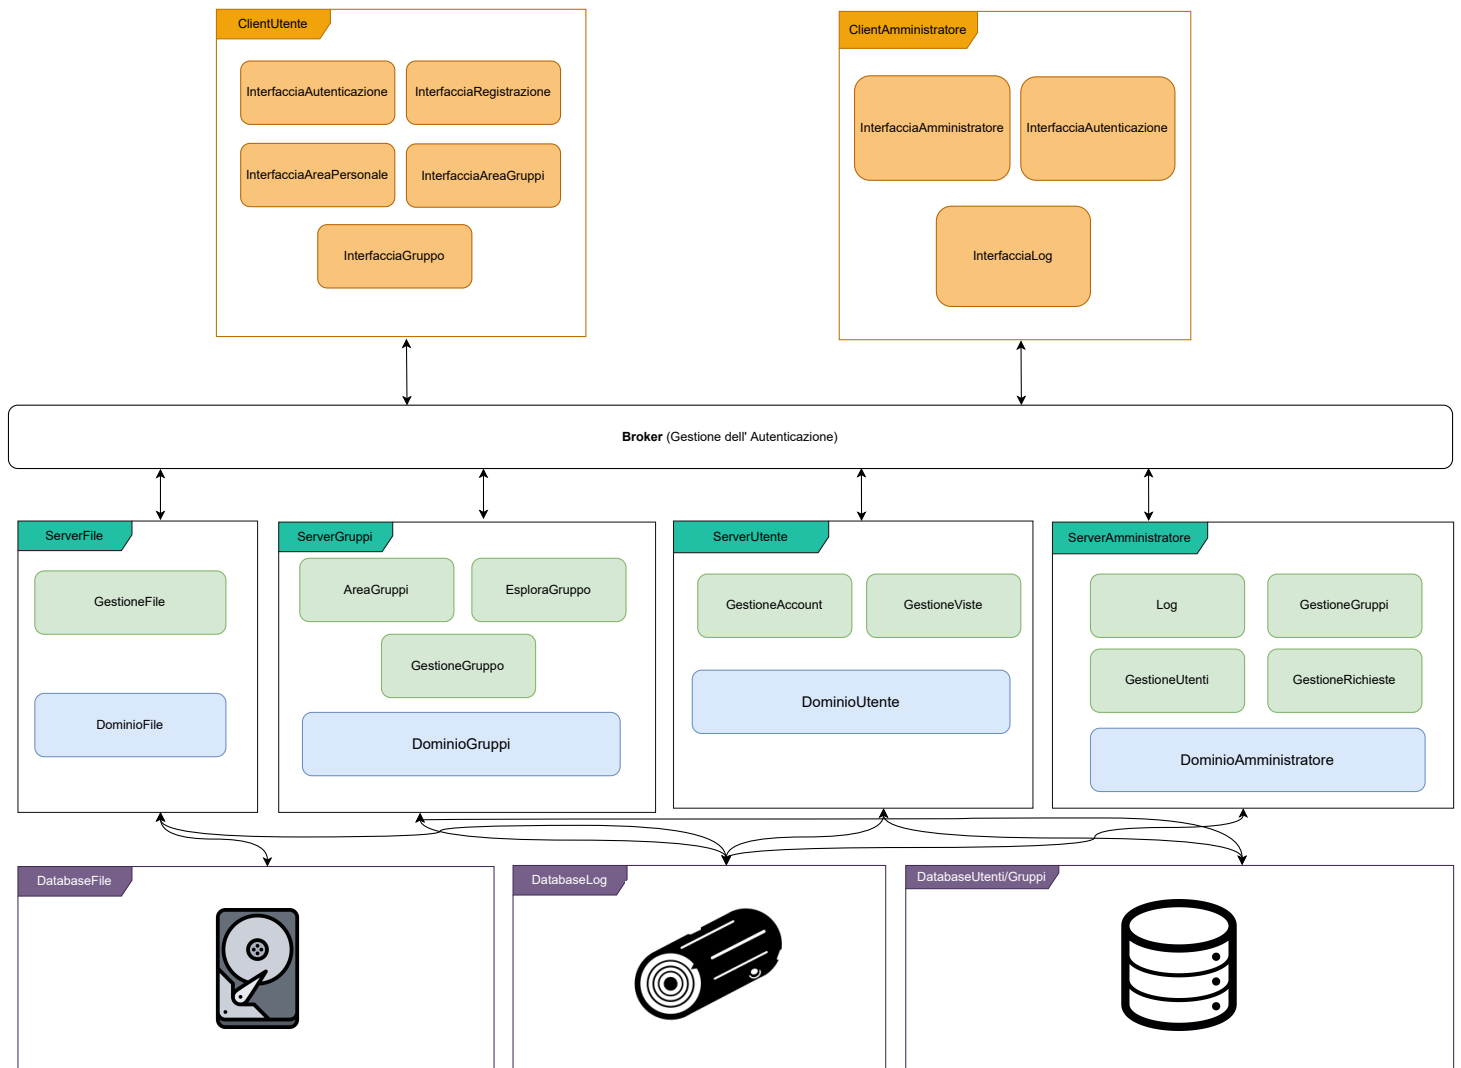 ClientUtente
InterfacciaAutenticazione
InterfacciaRegistrazione
InterfacciaAreaPersonale
InterfacciaAreaGruppi
InterfacciaGruppo
ClientAmministratore
InterfacciaAmministratore
InterfacciaAutenticazione
InterfacciaLog
Broker (Gestione dell' Autenticazione)
ServerFile
GestioneFile
DominioFile
ServerGruppi
AreaGruppi
EsploraGruppo
GestioneGruppo
DominioGruppi
ServerUtente
GestioneAccount
GestioneViste
DominioUtente
ServerAmministratore
Log
GestioneGruppi
GestioneUtenti
GestioneRichieste
DominioAmministratore
DatabaseFile
DatabaseLog
DatabaseUtenti/Gruppi